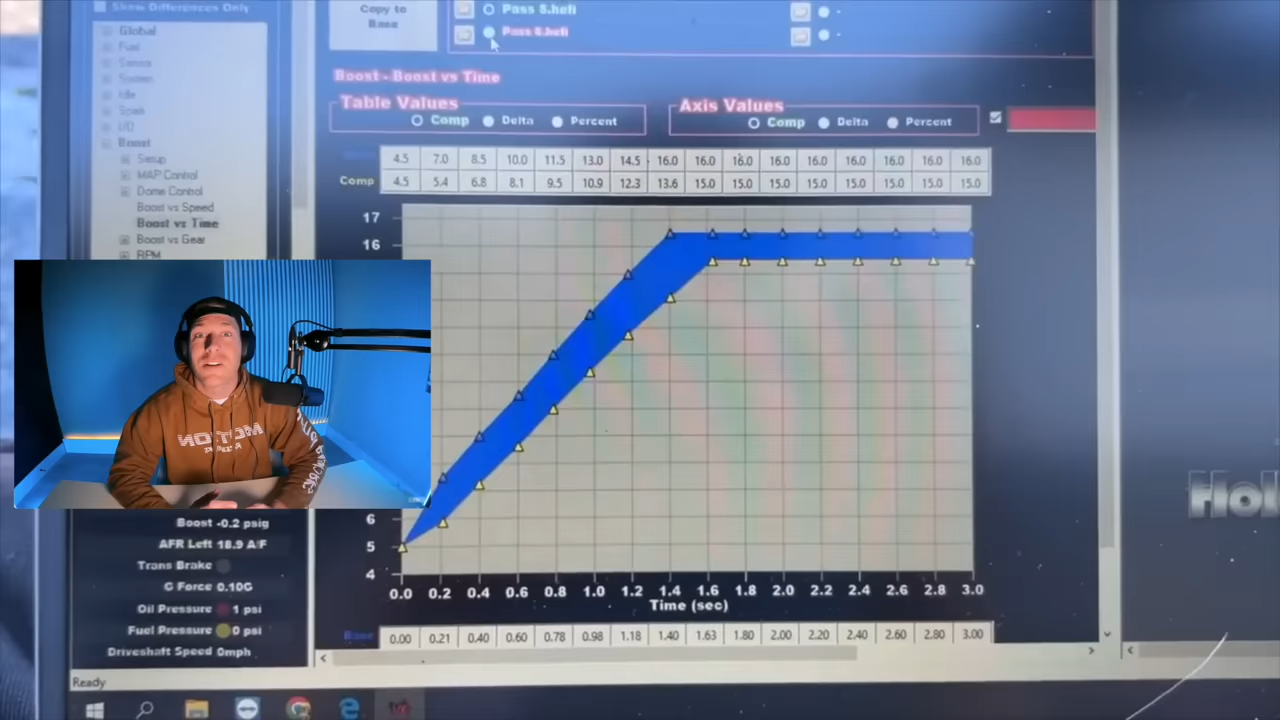 Show Differences Only
Copy to
Base
Pass 8.hefi
Pass 6.hefi
Global
Fuel
Sensor
System
Idle
Spark
I/O
Boost
Setup
MAP Control
Dome Control
Boost vs Speed
Boost vs Time
Boost vs Gear
RPM
Boost - Boost vs Time
Table Values
Comp Delta Percent
Axis Values
Comp Delta Percent
4.5 7.0 8.5 10.0 11.5 13.0 14.5 16.0 16.0 16.0 16.0 16.0 16.0 16.0 16.0 16.0
Comp 4.5 5.4 6.8 8.1 9.5 10.9 12.3 13.6 15.0 15.0 15.0 15.0 15.0 15.0 15.0 15.0
17
16
6
5
4
0.0 0.2 0.4 0.6 0.8 1.0 1.2 1.4 1.6 1.8 2.0 2.2 2.4 2.6 2.8 3.0
Time (sec)
Base 0.00 0.21 0.40 0.60 0.78 0.98 1.18 1.40 1.63 1.80 2.00 2.20 2.40 2.60 2.80 3.00
MOTION
Boost -0.2 psig
AFR Left 18.9 A/F
Trans Brake
G Force 0.10G
Oil Pressure 1 psi
Fuel Pressure 0 psi
Driveshaft Speed 0mph
Ready
Hol